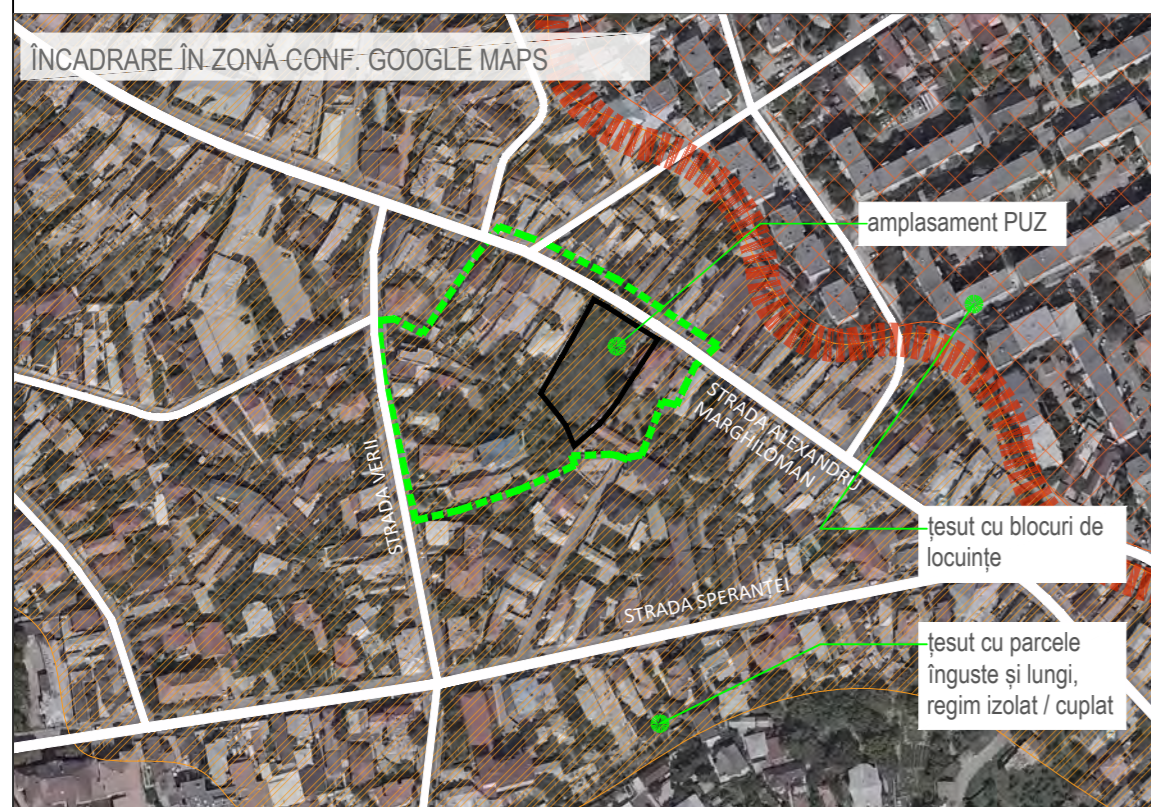 ÎNCADRARE ÎN ZONĂ CONF. GOOGLE MAPS
amplasament PUZ
STRADA ALEXANDRU
MARGHILOMAN
STRADA VERII
țesut cu blocuri de
locuințe
STRADA SPERANȚEI
țesut cu parcele
înguste și lungi,
regim izolat / cuplat